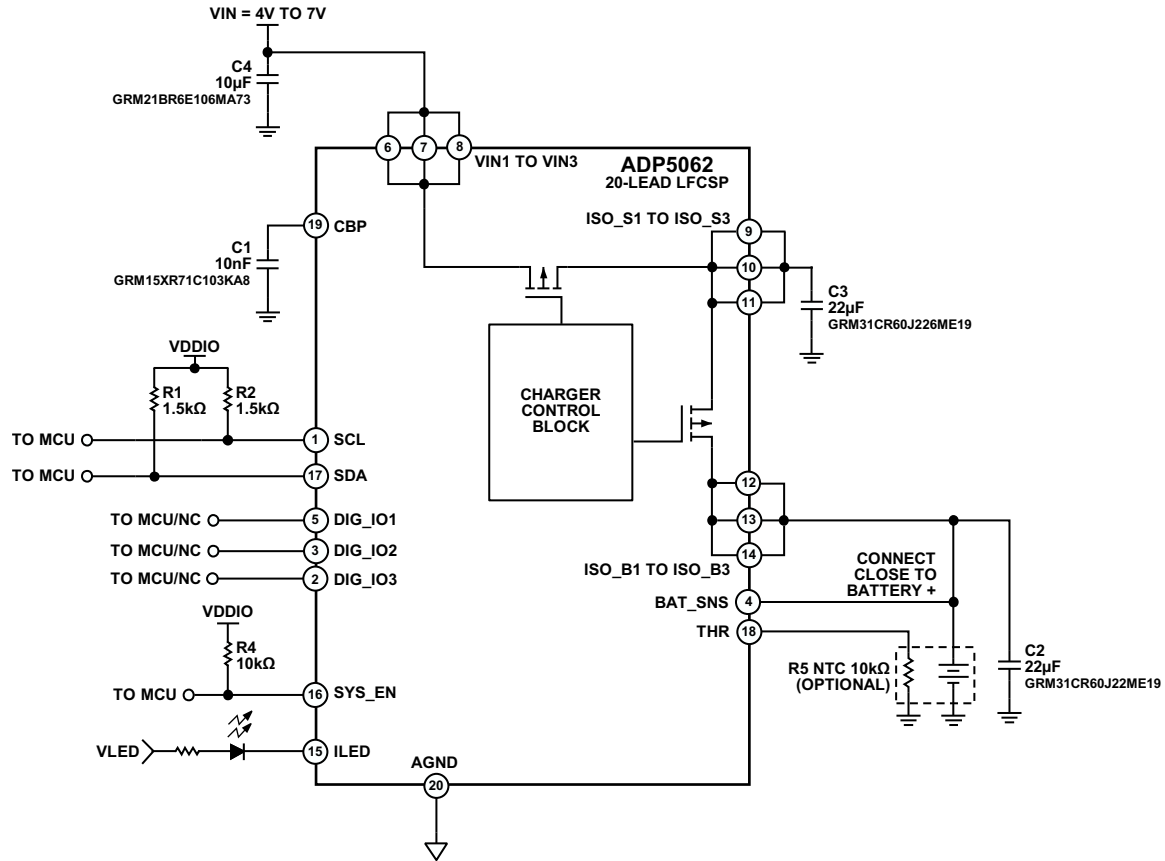 VIN = 4V TO 7V
C4
10µF
GRM21BR6E106MA73
6
7
8
VIN1 TO VIN3
ADP5062
20-LEAD LFCSP
ISO_S1 TO ISO_S3
9
10
11
C3
22µF
GRM31CR60J226ME19
19
CBP
C1
10nF
GRM15XR71C103KA8
CHARGER
CONTROL
BLOCK
VDDIO
R1
1.5kΩ
R2
1.5kΩ
TO MCU
1
SCL
TO MCU
17
SDA
TO MCU/NC
5
DIG_IO1
TO MCU/NC
3
DIG_IO2
TO MCU/NC
2
DIG_IO3
12
13
14
ISO_B1 TO ISO_B3
CONNECT
CLOSE TO
BATTERY +
BAT_SNS
4
THR
18
R5 NTC 10kΩ
(OPTIONAL)
C2
22µF
GRM31CR60J22ME19
VDDIO
R4
10kΩ
TO MCU
16
SYS_EN
VLED
15
ILED
AGND
20